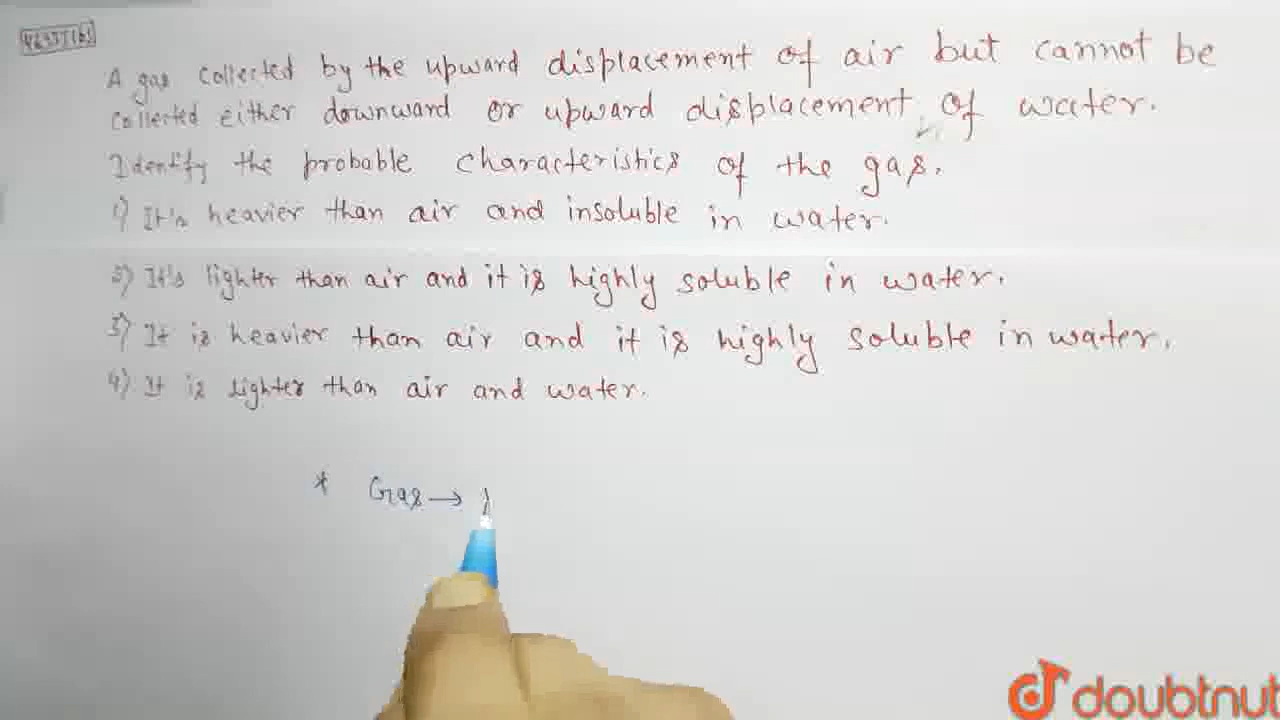 A gas collected by the upward displacement of air but cannot be
collected either downward or upward displacement of water.
Identify the probable characteristics of the gas.
1) It's heavier than air and insoluble in water.
2) It's lighter than air and it is highly soluble in water.
3) It is heavier than air and it is highly soluble in water.
4) It is lighter than air and water.
* Gas →
doubtnut